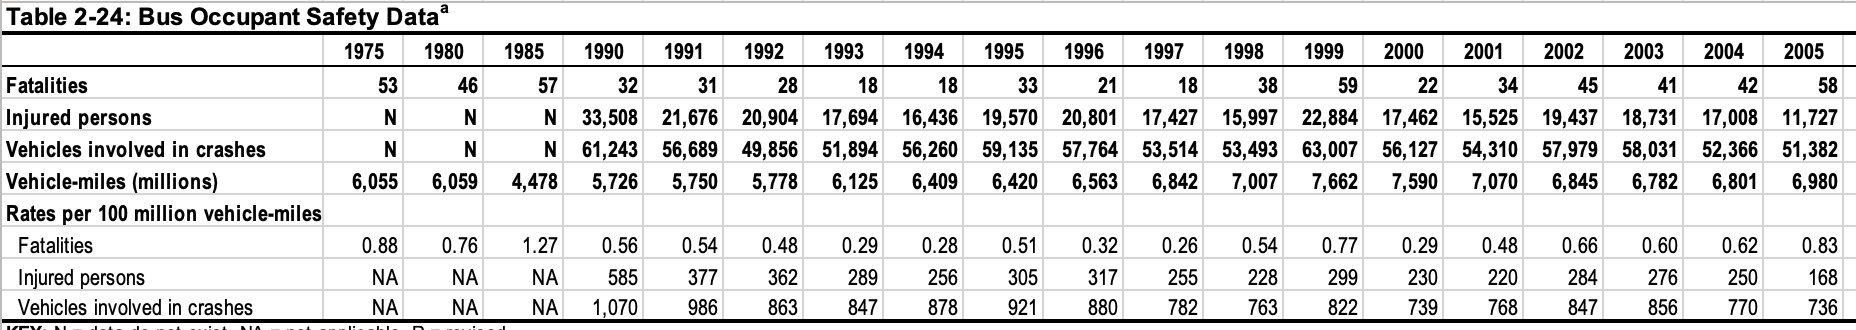 Table 2-24: Bus Occupant Safety Dataª
1975 1980 1985 1990 1991 1992 1993 1994 1995 1996 1997 1998 1999 2000 2001 2002 2003 2004 2005
Fatalities 53 46 57 32 31 28 18 18 33 21 18 38 59 22 34 45 41 42 58
Injured persons N N N 33,508 21,676 20,904 17,694 16,436 19,570 20,801 17,427 15,997 22,884 17,462 15,525 19,437 18,731 17,008 11,727
Vehicles involved in crashes N N N 61,243 56,689 49,856 51,894 56,260 59,135 57,764 53,514 53,493 63,007 56,127 54,310 57,979 58,031 52,366 51,382
Vehicle-miles (millions) 6,055 6,059 4,478 5,726 5,750 5,778 6,125 6,409 6,420 6,563 6,842 7,007 7,662 7,590 7,070 6,845 6,782 6,801 6,980
Rates per 100 million vehicle-miles
Fatalities 0.88 0.76 1.27 0.56 0.54 0.48 0.29 0.28 0.51 0.32 0.26 0.54 0.77 0.29 0.48 0.66 0.60 0.62 0.83
Injured persons NA NA NA 585 377 362 289 256 305 317 255 228 299 230 220 284 276 250 168
Vehicles involved in crashes NA NA NA 1,070 986 863 847 878 921 880 782 763 822 739 768 847 856 770 736
KEY: N = data do not exist, NA = not applicable, R = revised